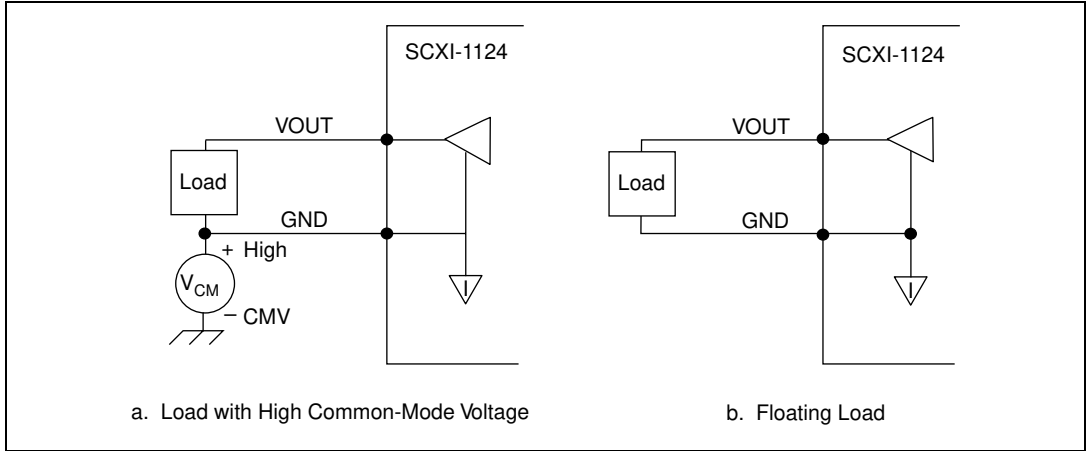 SCXI-1124
VOUT
Load
GND
+ High
V_CM
– CMV
I
a. Load with High Common-Mode Voltage
SCXI-1124
VOUT
Load
GND
I
b. Floating Load